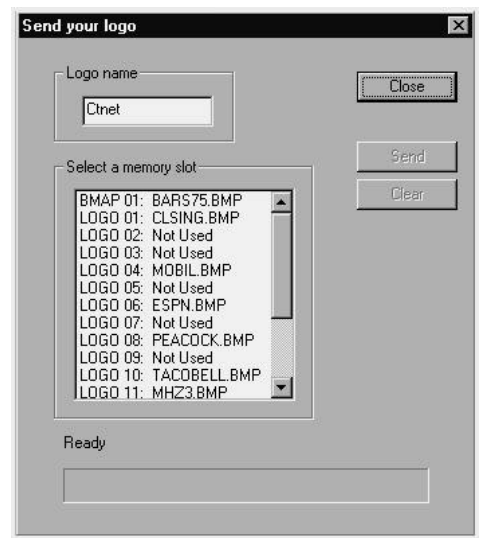 Send your logo
Logo name
Ctnet
Close
Select a memory slot
Send
Clear
BMAP 01: BARS75.BMP
LOGO 01: CLSING.BMP
LOGO 02: Not Used
LOGO 03: Not Used
LOGO 04: MOBIL.BMP
LOGO 05: Not Used
LOGO 06: ESPN.BMP
LOGO 07: Not Used
LOGO 08: PEACOCK.BMP
LOGO 09: Not Used
LOGO 10: TACOBELL.BMP
LOGO 11: MHZ3.BMP
Ready